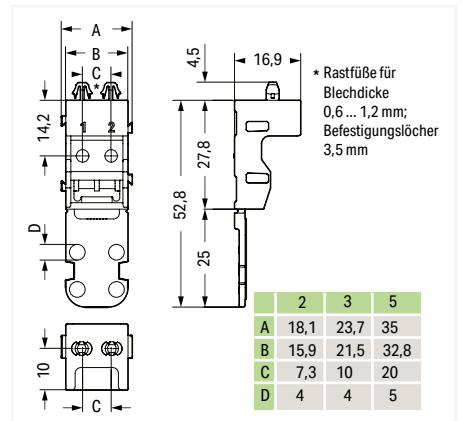 A
B
C
*
4,5
16,9
* Rastfüße für
Blechdicke
0,6 ... 1,2 mm;
Befestigungslöcher
3,5 mm
14,2
1 2
27,8
52,8
D
25
10
C
2 3 5
A 18,1 23,7 35
B 15,9 21,5 32,8
C 7,3 10 20
D 4 4 5